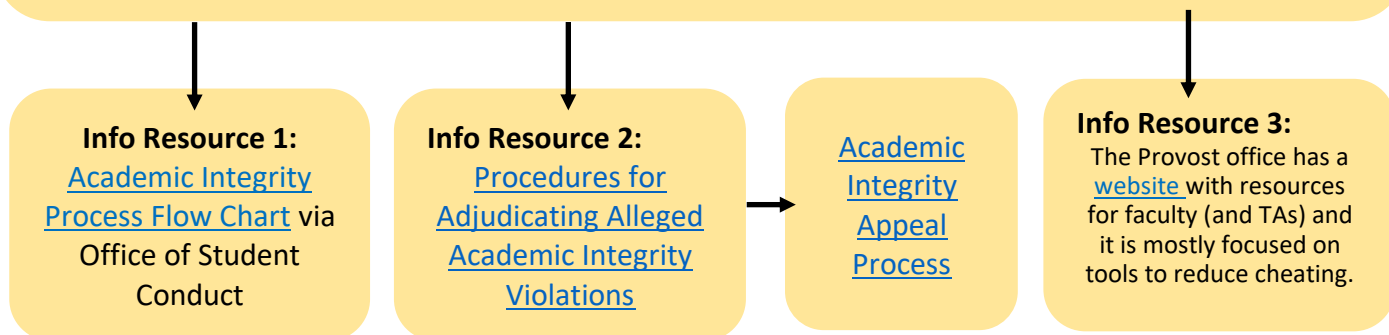 Info Resource 1:
Academic Integrity
Process Flow Chart via
Office of Student
Conduct
Info Resource 2:
Procedures for
Adjudicating Alleged
Academic Integrity
Violations
Academic
Integrity
Appeal
Process
Info Resource 3:
The Provost office has a
website with resources
for faculty (and TAs) and
it is mostly focused on
tools to reduce cheating.